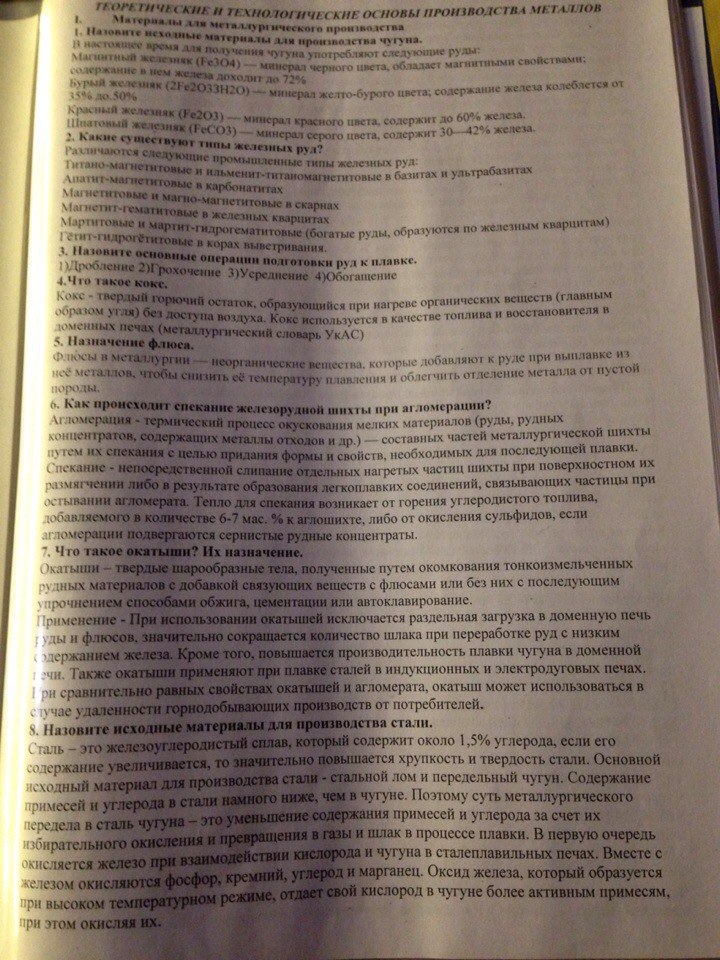 ТЕОРЕТИЧЕСКИЕ И ТЕХНОЛОГИЧЕСКИЕ ОСНОВЫ ПРОИЗВОДСТВА МЕТАЛЛОВ
I. Материалы для металлургического производства
1. Назовите исходные материалы для производства чугуна.
В настоящее время для получения чугуна употребляют следующие руды:
Магнитный железняк (Fe3O4) — минерал черного цвета, обладает магнитными свойствами;
содержание в нем железа доходит до 72%
Бурый железняк (2Fe2O33H2O) — минерал желто-бурого цвета; содержание железа колеблется от
35% до 50%
Красный железняк (Fe2O3) — минерал красного цвета, содержит до 60% железа.
Шпатовый железняк (FeCO3) — минерал серого цвета, содержит 30—42% железа.
2. Какие существуют типы железных руд?
Различаются следующие промышленные типы железных руд:
Титано-магнетитовые и ильменит-титаномагнетитовые в базитах и ультрабазитах
Апатит-магнетитовые в карбонатитах
Магнетитовые и магно-магнетитовые в скарнах
Магнетит-гематитовые в железных кварцитах
Мартитовые и мартит-гидрогематитовые (богатые руды, образуются по железным кварцитам)
Гётит-гидрогётитовые в корах выветривания.
3. Назовите основные операции подготовки руд к плавке.
1)Дробление 2)Грохочение 3)Усреднение 4)Обогащение
4.Что такое кокс.
Кокс - твердый горючий остаток, образующийся при нагреве органических веществ (главным
образом угля) без доступа воздуха. Кокс используется в качестве топлива и восстановителя в
доменных печах (металлургический словарь УкАС)
5. Назначение флюса.
Флюсы в металлургии — неорганические вещества, которые добавляют к руде при выплавке из
неё металлов, чтобы снизить её температуру плавления и облегчить отделение металла от пустой
породы.
6. Как происходит спекание железорудной шихты при агломерации?
Агломерация - термический процесс окускования мелких материалов (руды, рудных
концентратов, содержащих металлы отходов и др.) — составных частей металлургической шихты
путем их спекания с целью придания формы и свойств, необходимых для последующей плавки.
Спекание - непосредственной слипание отдельных нагретых частиц шихты при поверхностном их
размягчении либо в результате образования легкоплавких соединений, связывающих частицы при
остывании агломерата. Тепло для спекания возникает от горения углеродистого топлива,
добавляемого в количестве 6-7 мас. % к аглошихте, либо от окисления сульфидов, если
агломерации подвергаются сернистые рудные концентраты.
7. Что такое окатыши? Их назначение.
Окатыши – твердые шарообразные тела, полученные путем окомкования тонкоизмельченных
рудных материалов с добавкой связующих веществ с флюсами или без них с последующим
упрочнением способами обжига, цементации или автоклавирование.
Применение - При использовании окатышей исключается раздельная загрузка в доменную печь
руды и флюсов, значительно сокращается количество шлака при переработке руд с низким
содержанием железа. Кроме того, повышается производительность плавки чугуна в доменной
печи. Также окатыши применяют при плавке сталей в индукционных и электродуговых печах.
При сравнительно равных свойствах окатышей и агломерата, окатыш может использоваться в
случае удаленности горнодобывающих производств от потребителей.
8. Назовите исходные материалы для производства стали.
Сталь – это железоуглеродистый сплав, который содержит около 1,5% углерода, если его
содержание увеличивается, то значительно повышается хрупкость и твердость стали. Основной
исходный материал для производства стали - стальной лом и передельный чугун. Содержание
примесей и углерода в стали намного ниже, чем в чугуне. Поэтому суть металлургического
передела в сталь чугуна – это уменьшение содержания примесей и углерода за счет их
избирательного окисления и превращения в газы и шлак в процессе плавки. В первую очередь
окисляется железо при взаимодействии кислорода и чугуна в сталеплавильных печах. Вместе с
железом окисляются фосфор, кремний, углерод и марганец. Оксид железа, который образуется
при высоком температурном режиме, отдает свой кислород в чугуне более активным примесям,
при этом окисляя их.